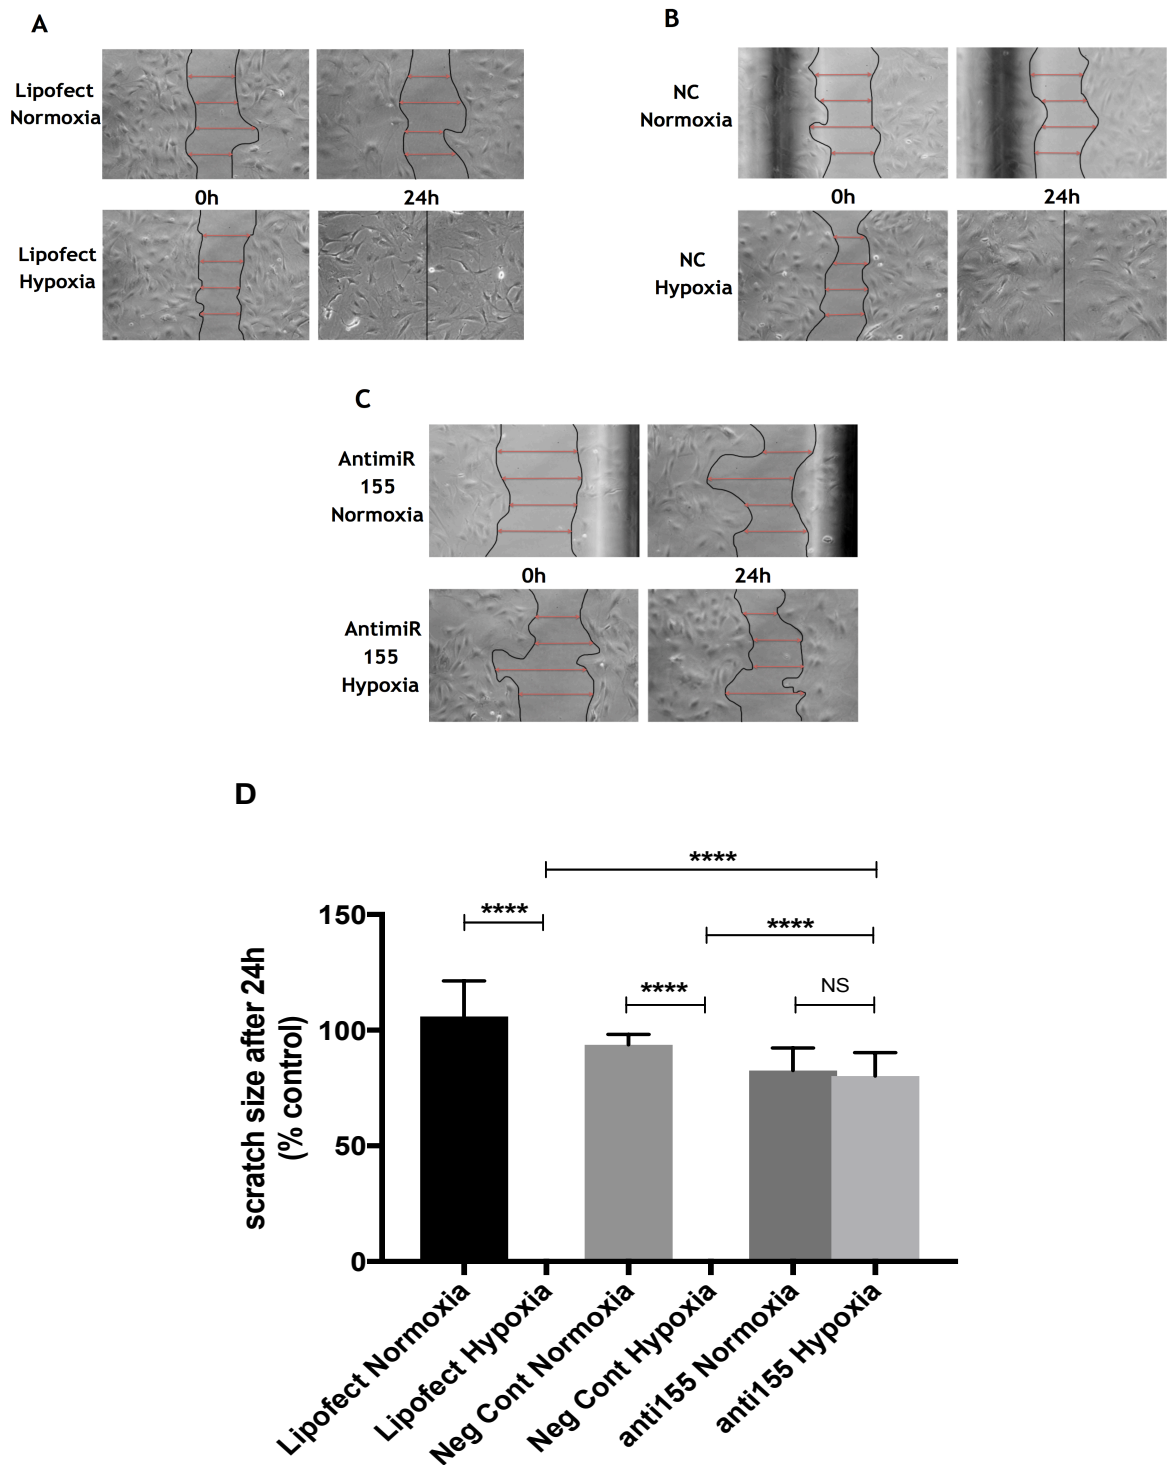 A
B
Lipofect
Normoxia
NC
Normoxia
0h
24h
0h
24h
Lipofect
Hypoxia
NC
Hypoxia
C
AntimiR
155
Normoxia
0h
24h
AntimiR
155
Hypoxia
D
****
****
****
****
NS
150
100
50
0
scratch size after 24h
(% control)
Lipofect Normoxia
Lipofect Hypoxia
Neg Cont Normoxia
Neg Cont Hypoxia
anti155 Normoxia
anti155 Hypoxia